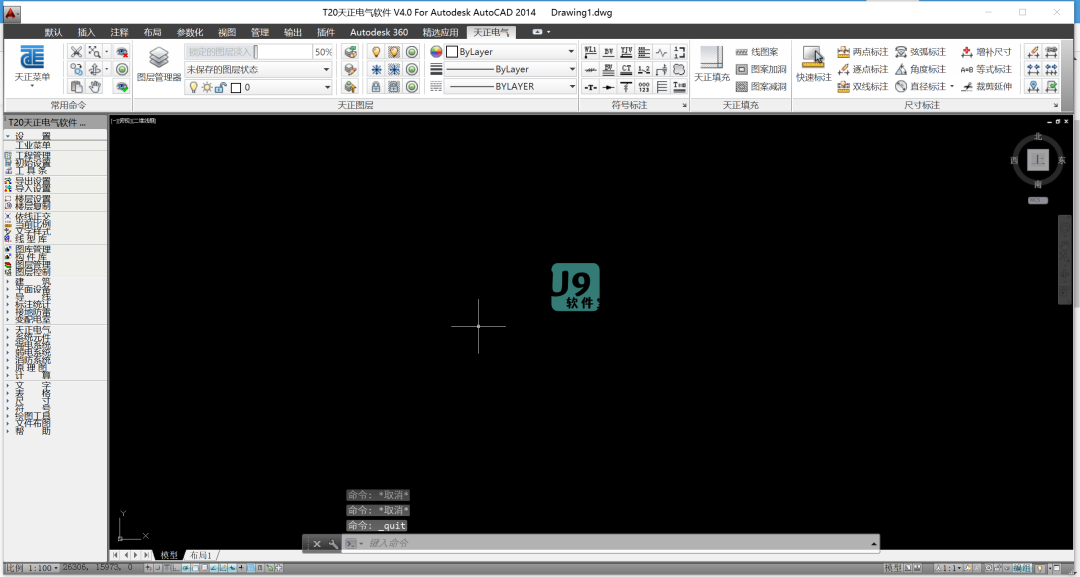 T20天正电气软件 V4.0 For Autodesk AutoCAD 2014 Drawing1.dwg
默认 插入 注释 布局 参数化 视图 管理 输出 插件 Autodesk 360 精选应用 天正电气
天正菜单
常用命令
图层管理器
锁定的图层淡入 50%
未保存的图层状态
0
天正图层
ByLayer
ByLayer
BYLAYER
符号标注
天正填充
线图案
图案加洞
图案减洞
天正填充
快速标注
两点标注 弧弧标注 增补尺寸
逐点标注 角度标注 等式标注
双线标注 直径标注 裁剪延伸
尺寸标注
T20天正电气软件 ...
设 置
工业菜单
工程管理
初始设置
工 具 条
导出设置
导入设置
楼层设置
楼层复制
依线正交
当前比例
文字样式
线 型 库
图库管理
构 件 库
图层管理
图层控制
建 筑
平面设备
导 线
标注统计
接地防雷
变配电室
天正电气
系统元件
强电系统
弱电系统
消防系统
原 理 图
计 算
文 字
表 格
尺 寸
符 号
绘图工具
文件布图
帮 助
[-][俯视][二维线框]
北
西 上 东
南
J9
软件
Y
X
命令: *取消*
命令: *取消*
命令: _quit
键入命令
模型 布局1
比例 1:100 26306, 15973, 0
模型 1:1 编组